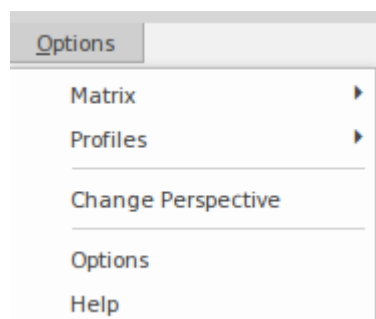 Options
Matrix
Profiles
Change Perspective
Options
Help